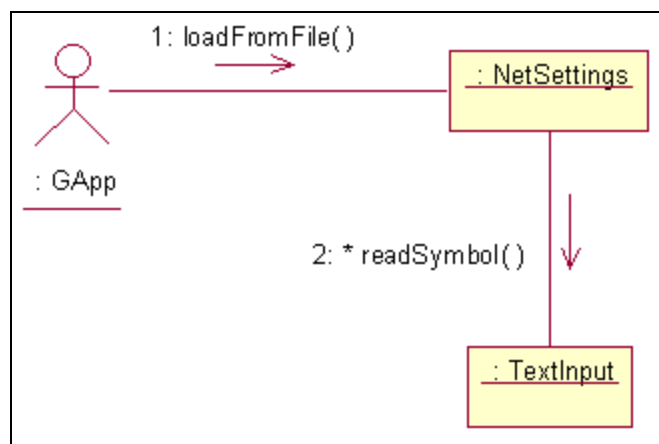 1: loadFromFile( )
: NetSettings
: GApp
2: * readSymbol( )
: TextInput